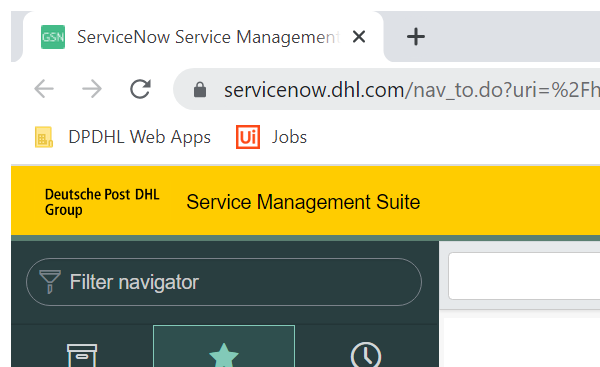 GSN ServiceNow Service Management
servicenow.dhl.com/nav_to.do?uri=%2Fh
DPDHL Web Apps Ui Jobs
Deutsche Post DHL
Group
Service Management Suite
Filter navigator